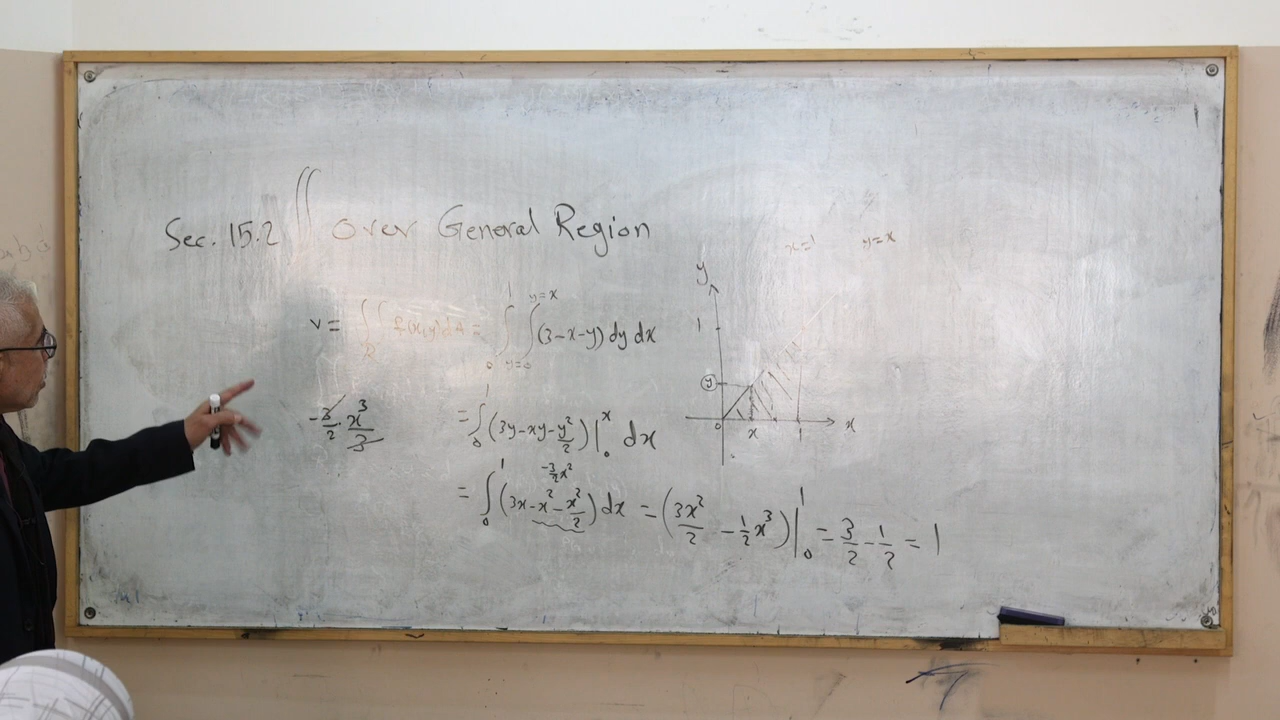 Sec. 15.2 ∬ over General Region
x=1 y=x
V = ∬_R f(x,y)dA = ∫_0^1 ∫_{y=0}^{y=x} (3-x-y) dy dx
= ∫_0^1 (3y-xy-y²/2)|_0^x dx
-3/2 · x³/3
-3/2 x²
= ∫_0^1 (3x-x²-x²/2) dx = (3x²/2 - 1/2 x³)|_0^1 = 3/2 - 1/2 = 1
y
1
y
0 x 1 x